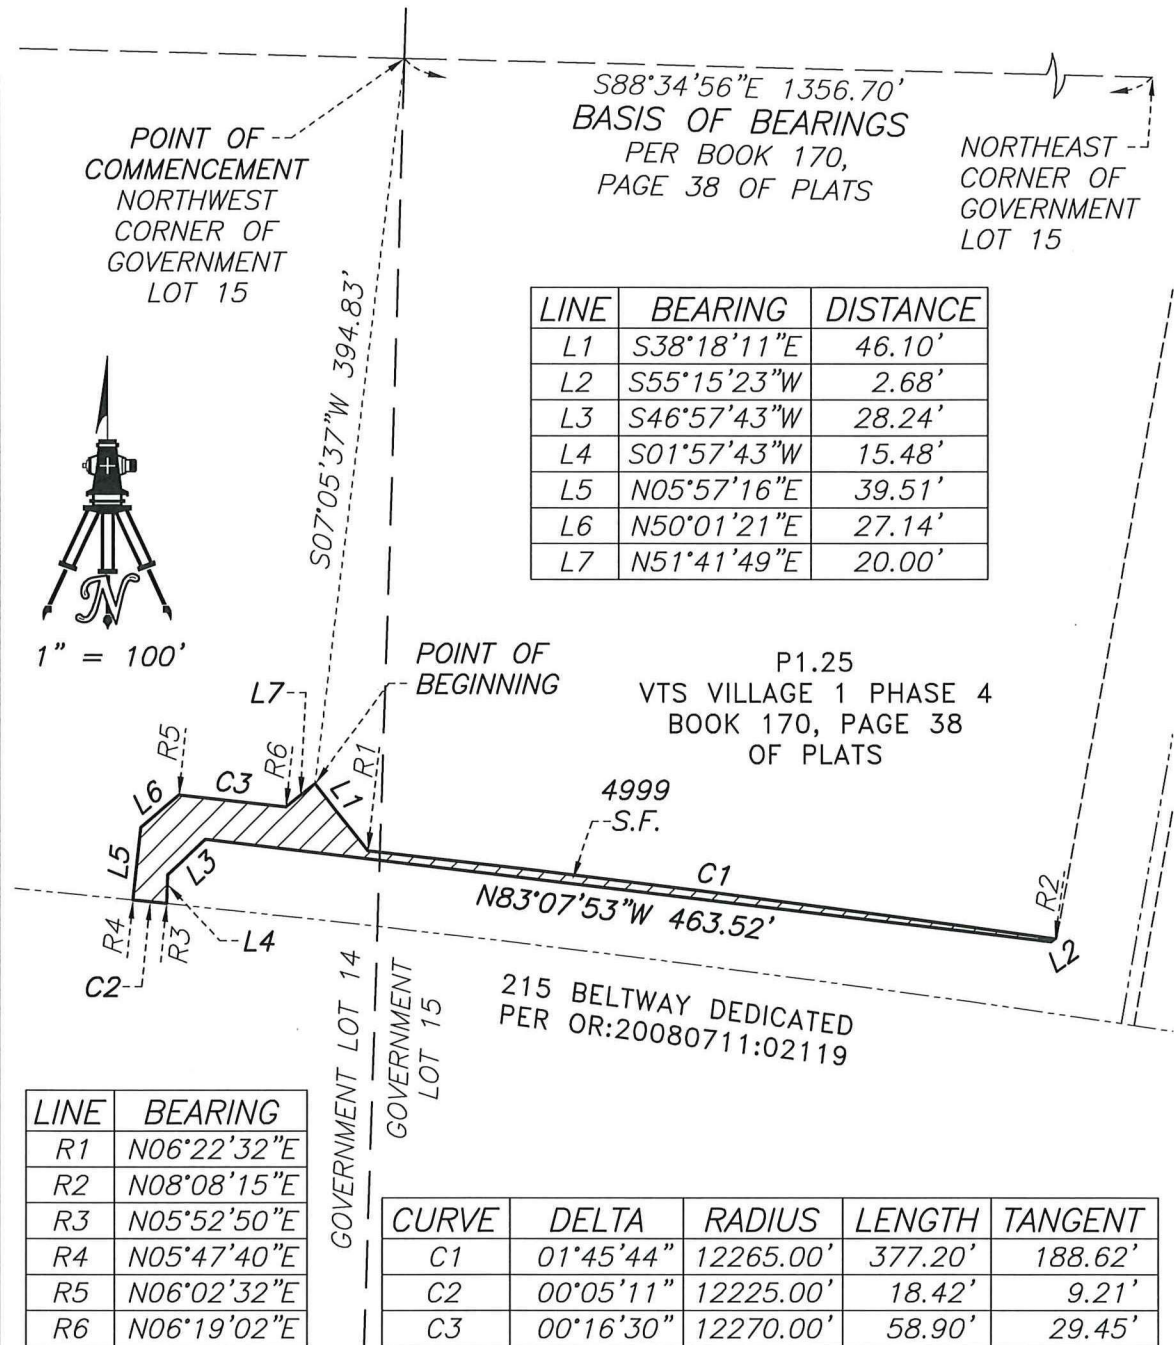 S88°34'56"E 1356.70'
BASIS OF BEARINGS
PER BOOK 170,
PAGE 38 OF PLATS
POINT OF
COMMENCEMENT
NORTHWEST
CORNER OF
GOVERNMENT
LOT 15
NORTHEAST
CORNER OF
GOVERNMENT
LOT 15
S07°05'37"W 394.83'
LINE BEARING DISTANCE
L1 S38°18'11"E 46.10'
L2 S55°15'23"W 2.68'
L3 S46°57'43"W 28.24'
L4 S01°57'43"W 15.48'
L5 N05°57'16"E 39.51'
L6 N50°01'21"E 27.14'
L7 N51°41'49"E 20.00'
N
1" = 100'
POINT OF
BEGINNING
P1.25
VTS VILLAGE 1 PHASE 4
BOOK 170, PAGE 38
OF PLATS
L7
R5
R6
R1
C3
L6
L1
4999
S.F.
L5
L3
C1
R2
N83°07'53"W 463.52'
L2
R4
R3
L4
C2
215 BELTWAY DEDICATED
PER OR:20080711:02119
GOVERNMENT LOT 14
GOVERNMENT
LOT 15
LINE BEARING
R1 N06°22'32"E
R2 N08°08'15"E
R3 N05°52'50"E
R4 N05°47'40"E
R5 N06°02'32"E
R6 N06°19'02"E
CURVE DELTA RADIUS LENGTH TANGENT
C1 01°45'44" 12265.00' 377.20' 188.62'
C2 00°05'11" 12225.00' 18.42' 9.21'
C3 00°16'30" 12270.00' 58.90' 29.45'